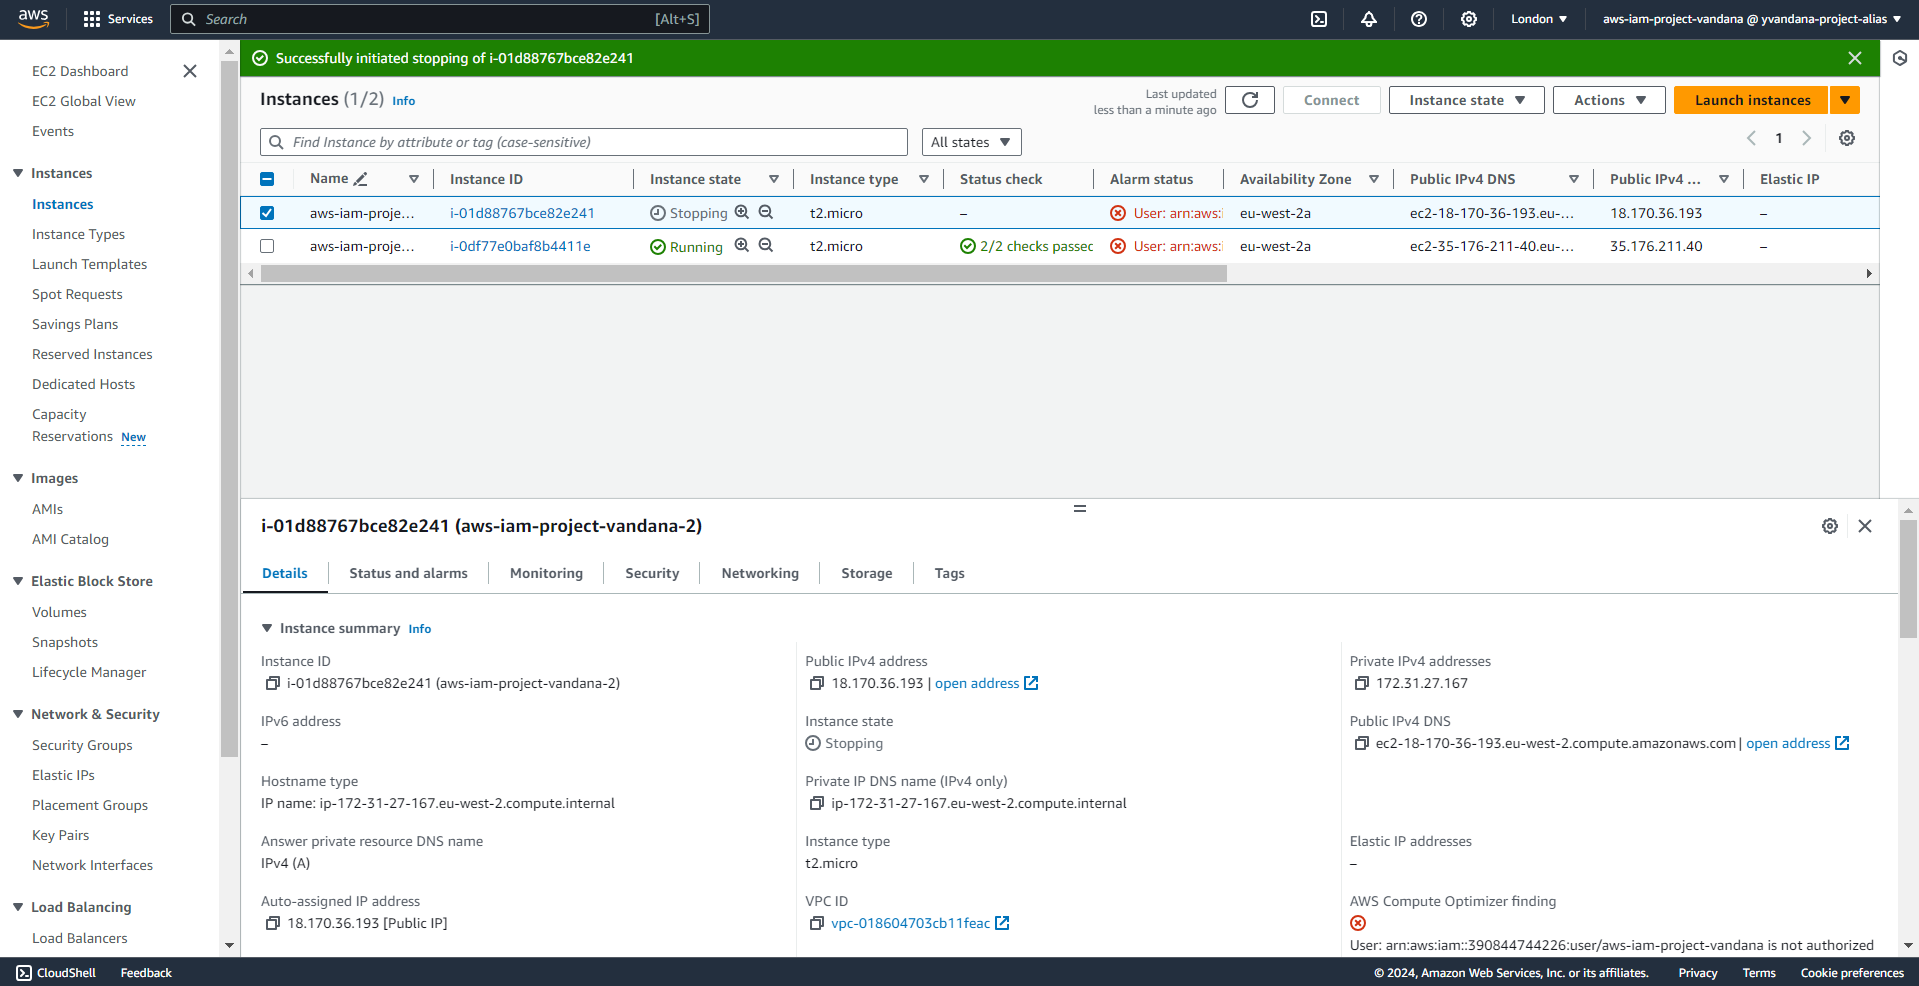 aws
Services
Search [Alt+S]
London
aws-iam-project-vandana @ yvandana-project-alias
EC2 Dashboard
EC2 Global View
Events
Instances
Instances
Instance Types
Launch Templates
Spot Requests
Savings Plans
Reserved Instances
Dedicated Hosts
Capacity
Reservations New
Images
AMIs
AMI Catalog
Elastic Block Store
Volumes
Snapshots
Lifecycle Manager
Network & Security
Security Groups
Elastic IPs
Placement Groups
Key Pairs
Network Interfaces
Load Balancing
Load Balancers
Successfully initiated stopping of i-01d88767bce82e241
Instances (1/2) Info
Last updated
less than a minute ago
Connect
Instance state
Actions
Launch instances
Find Instance by attribute or tag (case-sensitive)
All states
1
Name Instance ID Instance state Instance type Status check Alarm status Availability Zone Public IPv4 DNS Public IPv4 ... Elastic IP
aws-iam-proje... i-01d88767bce82e241 Stopping t2.micro – User: arn:aws: eu-west-2a ec2-18-170-36-193.eu-... 18.170.36.193 –
aws-iam-proje... i-0df77e0baf8b4411e Running t2.micro 2/2 checks passec User: arn:aws: eu-west-2a ec2-35-176-211-40.eu-... 35.176.211.40 –
i-01d88767bce82e241 (aws-iam-project-vandana-2)
Details Status and alarms Monitoring Security Networking Storage Tags
Instance summary Info
Instance ID
i-01d88767bce82e241 (aws-iam-project-vandana-2)
Public IPv4 address
18.170.36.193 | open address
Private IPv4 addresses
172.31.27.167
IPv6 address
–
Instance state
Stopping
Public IPv4 DNS
ec2-18-170-36-193.eu-west-2.compute.amazonaws.com | open address
Hostname type
IP name: ip-172-31-27-167.eu-west-2.compute.internal
Private IP DNS name (IPv4 only)
ip-172-31-27-167.eu-west-2.compute.internal
Answer private resource DNS name
IPv4 (A)
Instance type
t2.micro
Elastic IP addresses
–
Auto-assigned IP address
18.170.36.193 [Public IP]
VPC ID
vpc-018604703cb11feac
AWS Compute Optimizer finding
User: arn:aws:iam::390844744226:user/aws-iam-project-vandana is not authorized
CloudShell Feedback
© 2024, Amazon Web Services, Inc. or its affiliates. Privacy Terms Cookie preferences